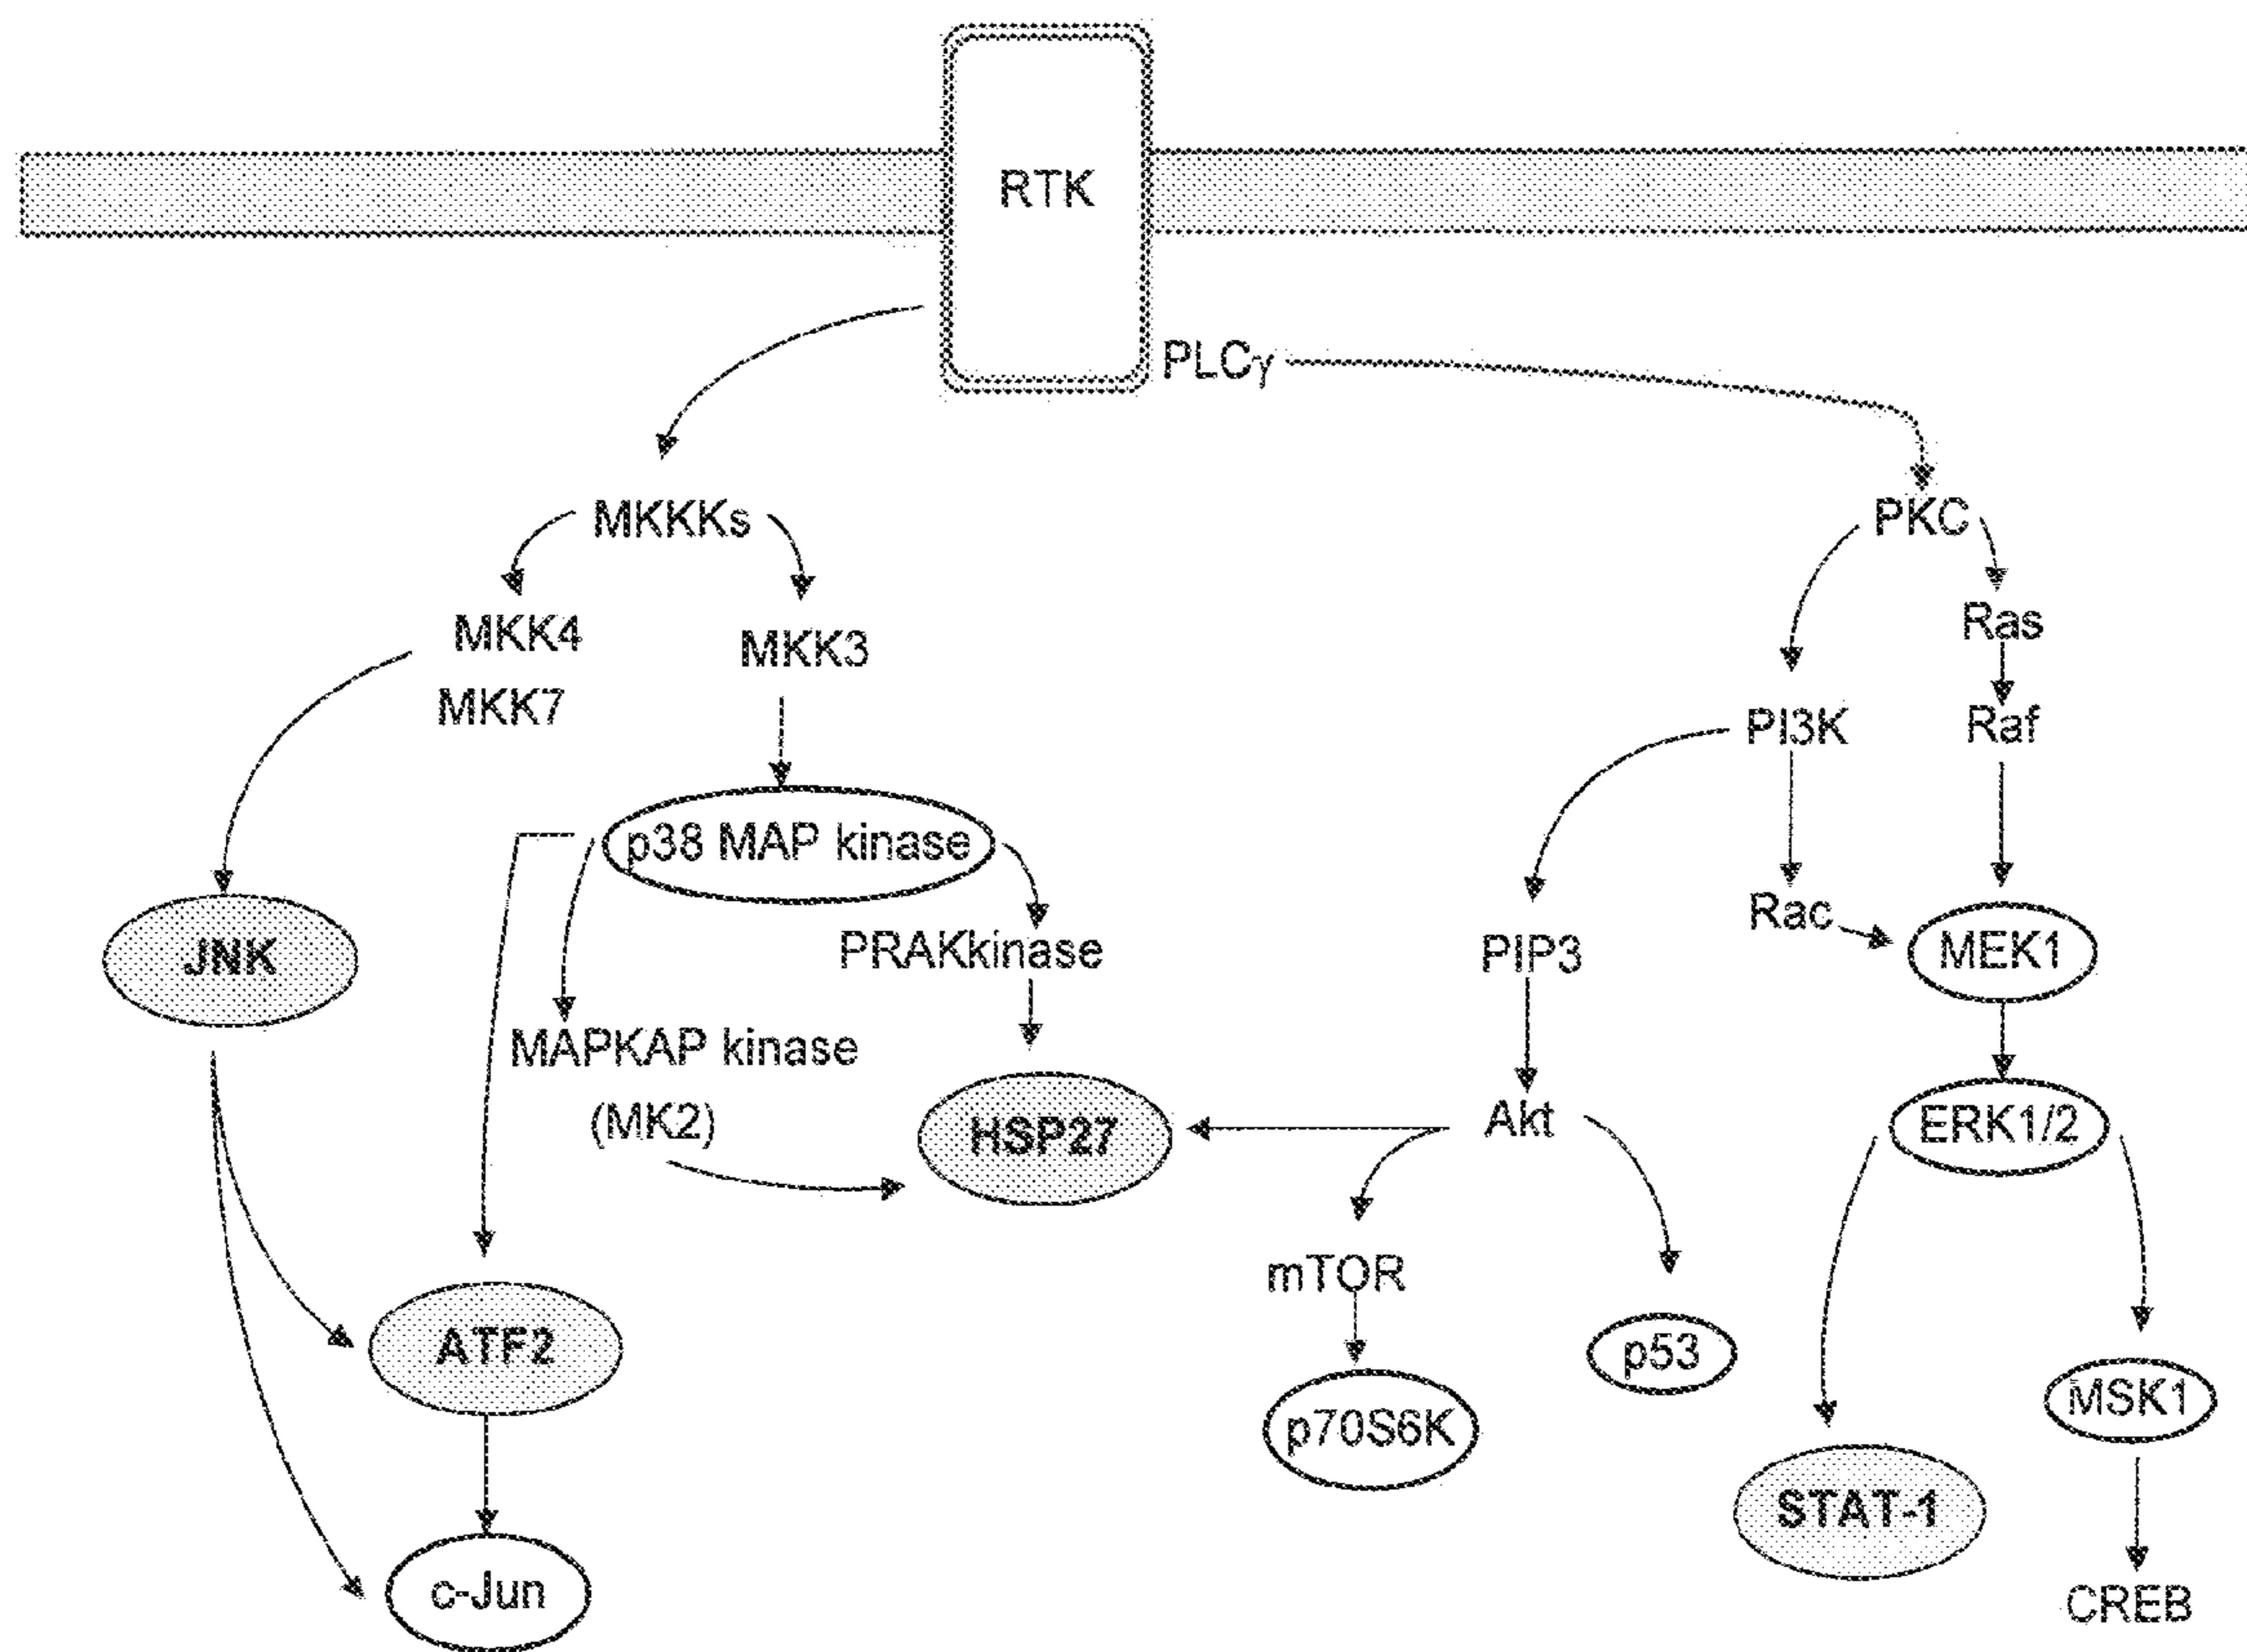 RTK
PLCγ
MKKKs
PKC
MKK4
MKK3
Ras
MKK7
PI3K
Raf
p38 MAP kinase
Rac
JNK
PRAKkinase
PIP3
MEK1
MAPKAP kinase
(MK2)
HSP27
Akt
ERK1/2
mTOR
ATF2
p53
p70S6K
MSK1
STAT-1
c-Jun
CREB